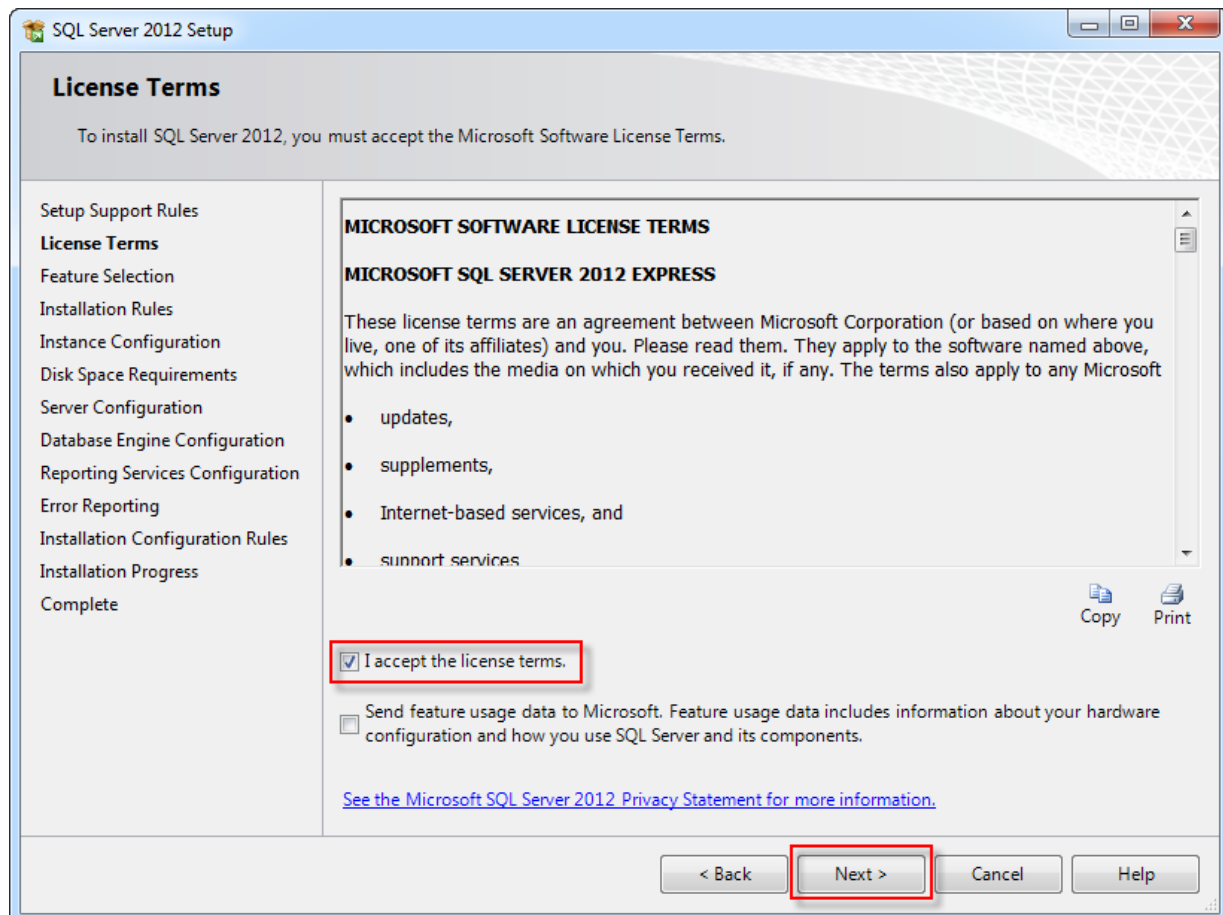 SQL Server 2012 Setup
License Terms
To install SQL Server 2012, you must accept the Microsoft Software License Terms.
Setup Support Rules
License Terms
Feature Selection
Installation Rules
Instance Configuration
Disk Space Requirements
Server Configuration
Database Engine Configuration
Reporting Services Configuration
Error Reporting
Installation Configuration Rules
Installation Progress
Complete
MICROSOFT SOFTWARE LICENSE TERMS
MICROSOFT SQL SERVER 2012 EXPRESS
These license terms are an agreement between Microsoft Corporation (or based on where you
live, one of its affiliates) and you. Please read them. They apply to the software named above,
which includes the media on which you received it, if any. The terms also apply to any Microsoft
• updates,
• supplements,
• Internet-based services, and
• support services
Copy Print
I accept the license terms.
Send feature usage data to Microsoft. Feature usage data includes information about your hardware
configuration and how you use SQL Server and its components.
See the Microsoft SQL Server 2012 Privacy Statement for more information.
< Back Next > Cancel Help